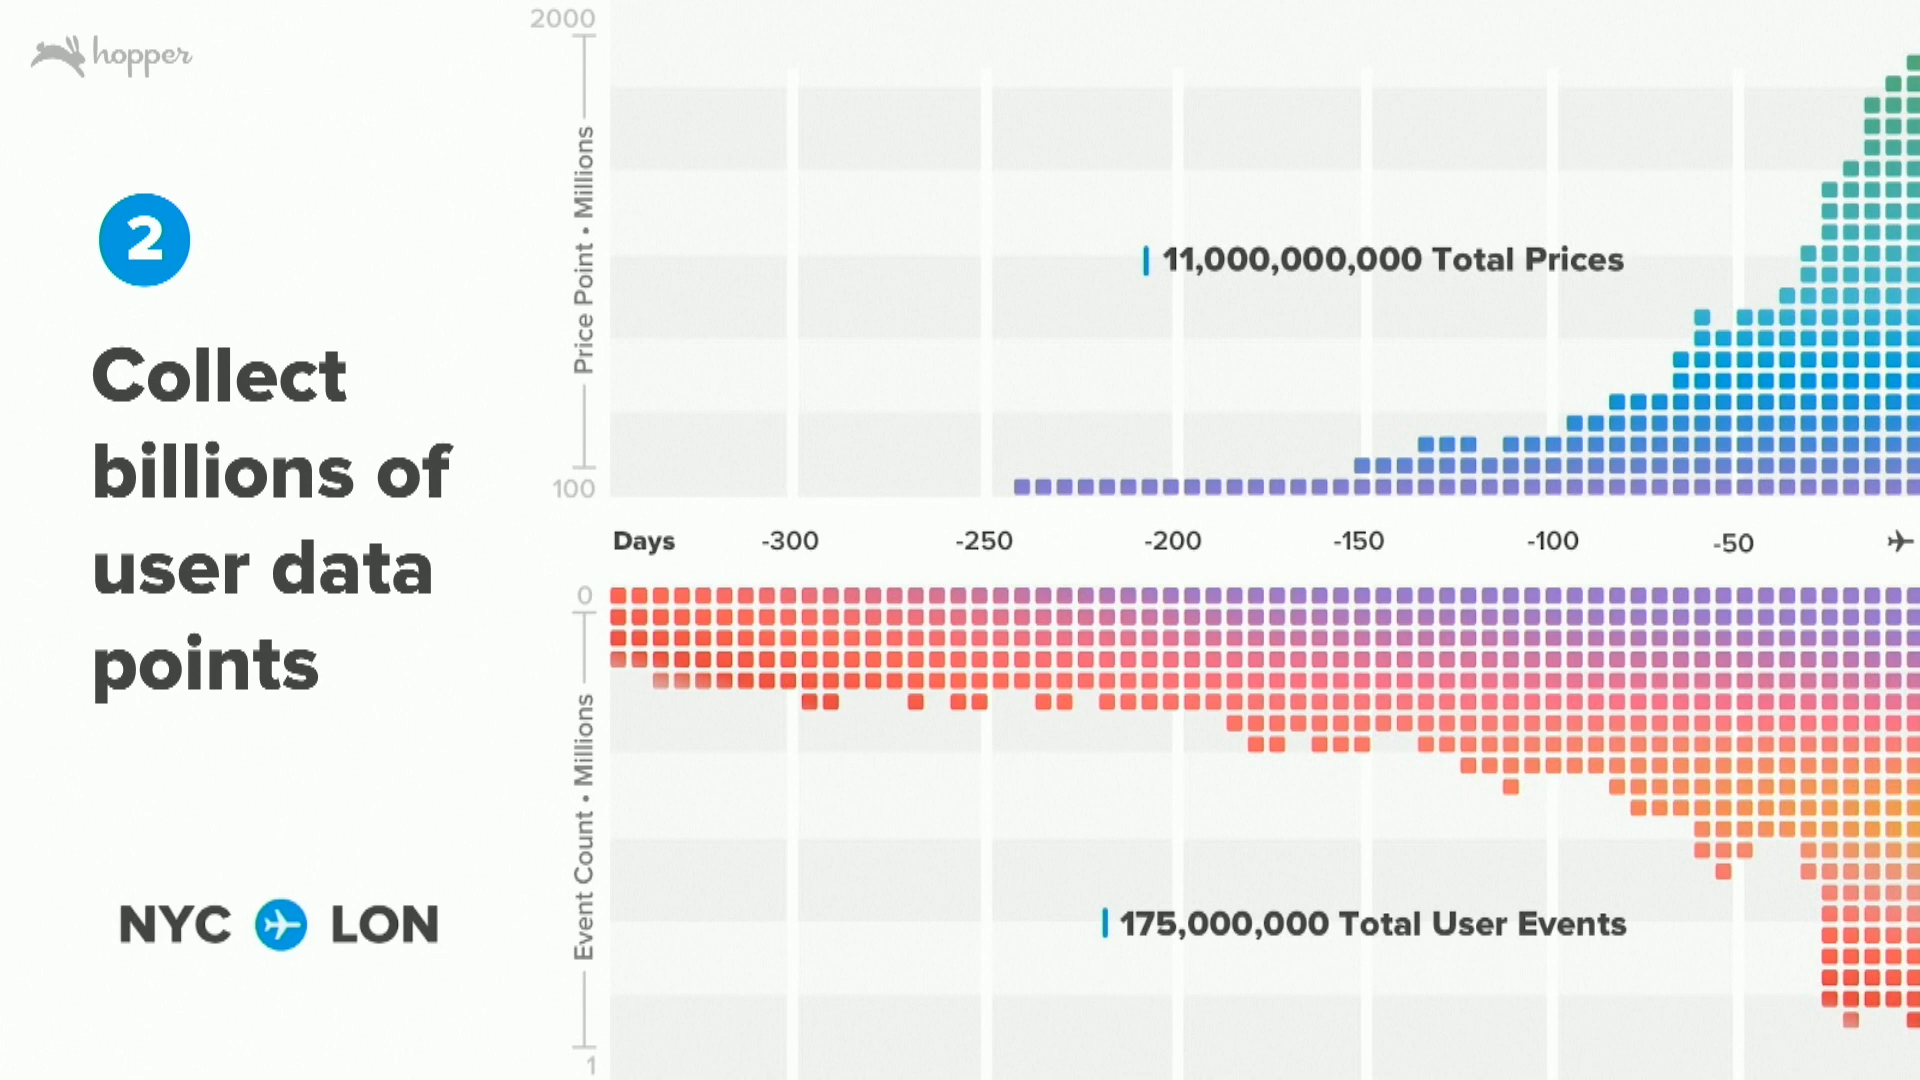 hopper
2
Collect
billions of
user data
points
NYC LON
2000
Price Point • Millions
100
11,000,000,000 Total Prices
Days -300 -250 -200 -150 -100 -50
0
Event Count • Millions
1
175,000,000 Total User Events